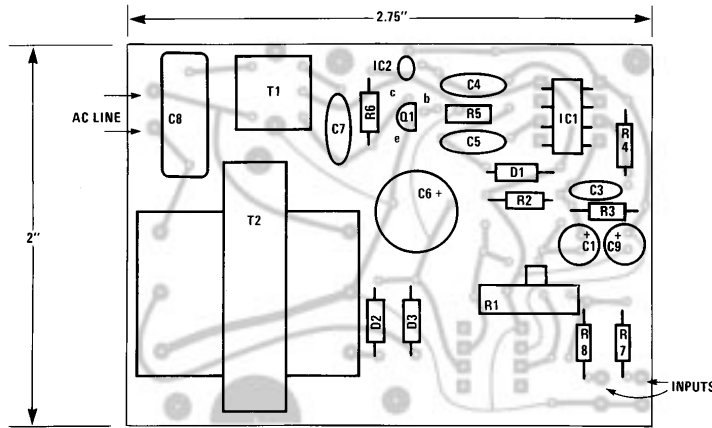 2.75"
IC2
C4
T1
c
b
R6
C8
Q1
R5
IC1
C7
R4
AC LINE
e
C5
D1
C6 +
C3
R2
2"
T2
R3
+
C1
+
C9
R1
D2
D3
R8
R7
INPUTS